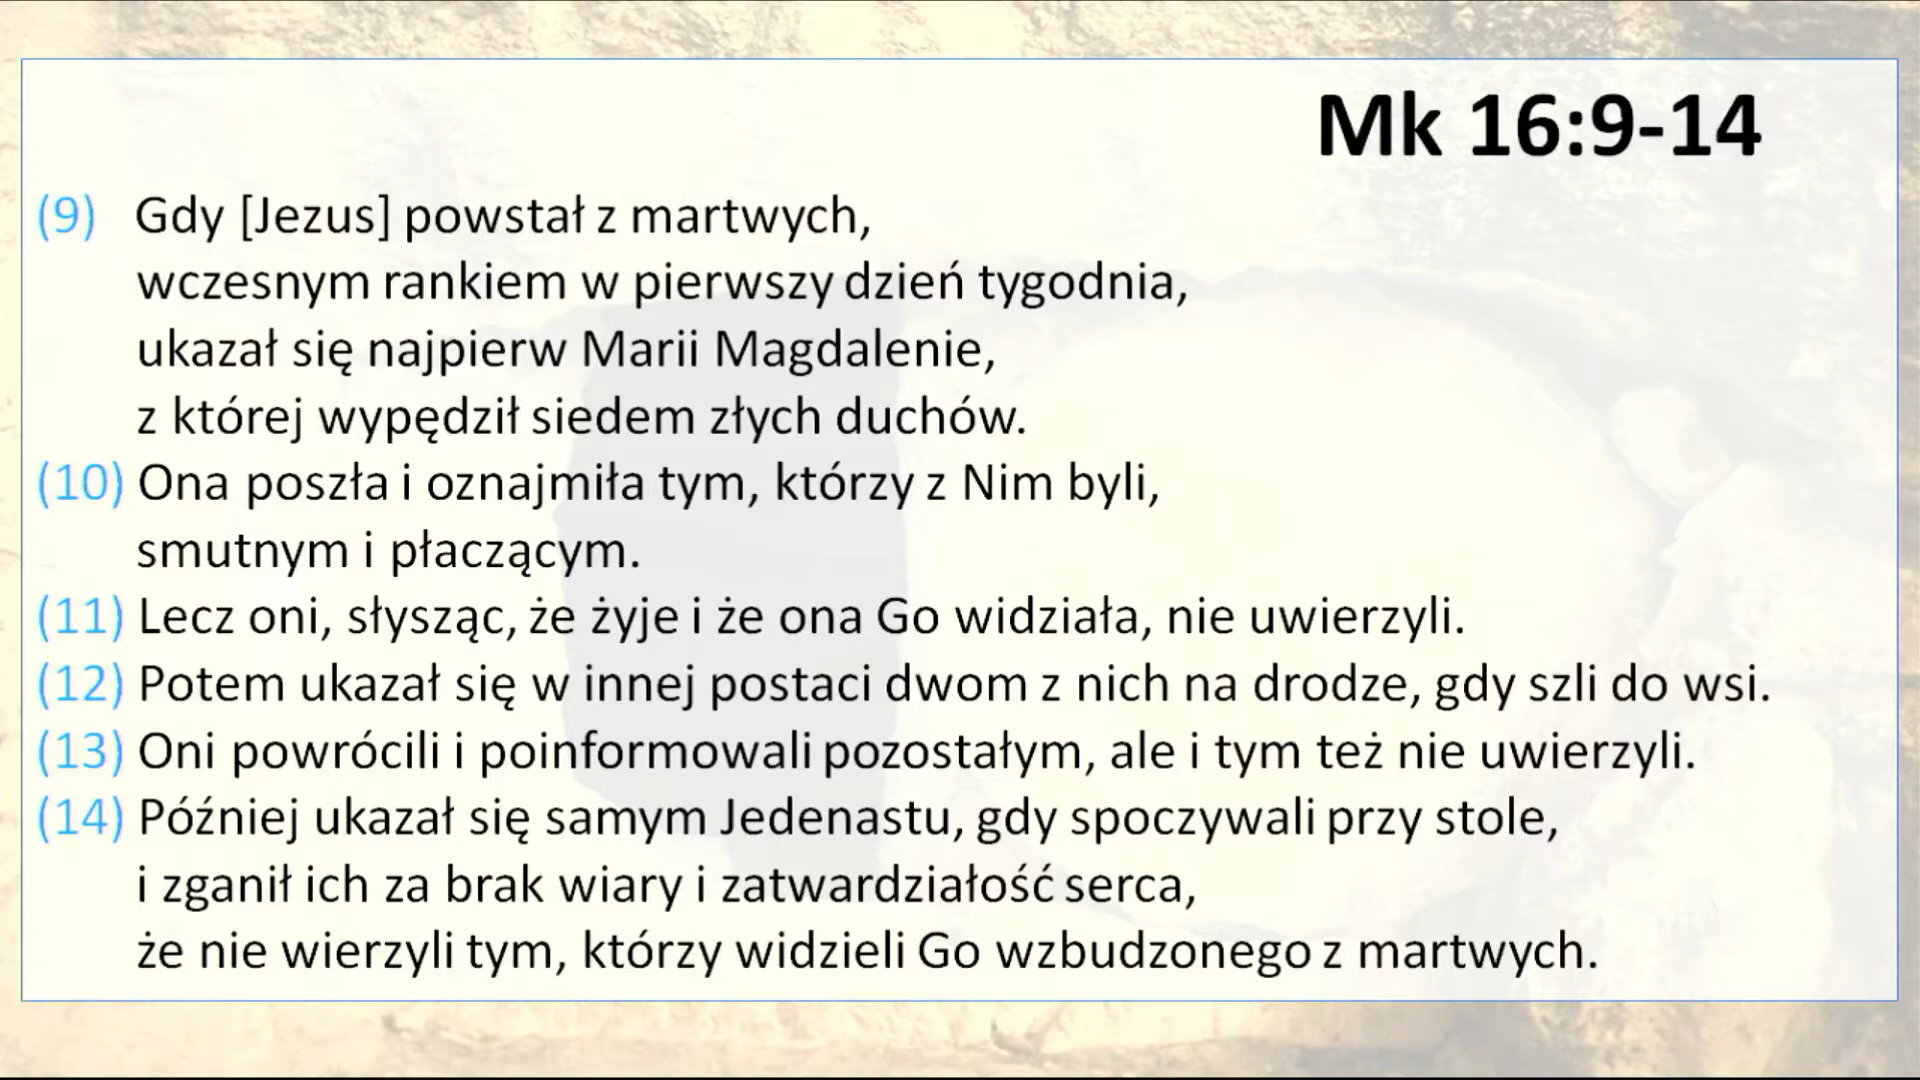 Mk 16:9-14
(9) Gdy [Jezus] powstał z martwych,
wczesnym rankiem w pierwszy dzień tygodnia,
ukazał się najpierw Marii Magdalenie,
z której wypędził siedem złych duchów.
(10) Ona poszła i oznajmiła tym, którzy z Nim byli,
smutnym i płaczącym.
(11) Lecz oni, słysząc, że żyje i że ona Go widziała, nie uwierzyli.
(12) Potem ukazał się w innej postaci dwom z nich na drodze, gdy szli do wsi.
(13) Oni powrócili i poinformowali pozostałym, ale i tym też nie uwierzyli.
(14) Później ukazał się samym Jedenastu, gdy spoczywali przy stole,
i zganił ich za brak wiary i zatwardziałość serca,
że nie wierzyli tym, którzy widzieli Go wzbudzonego z martwych.